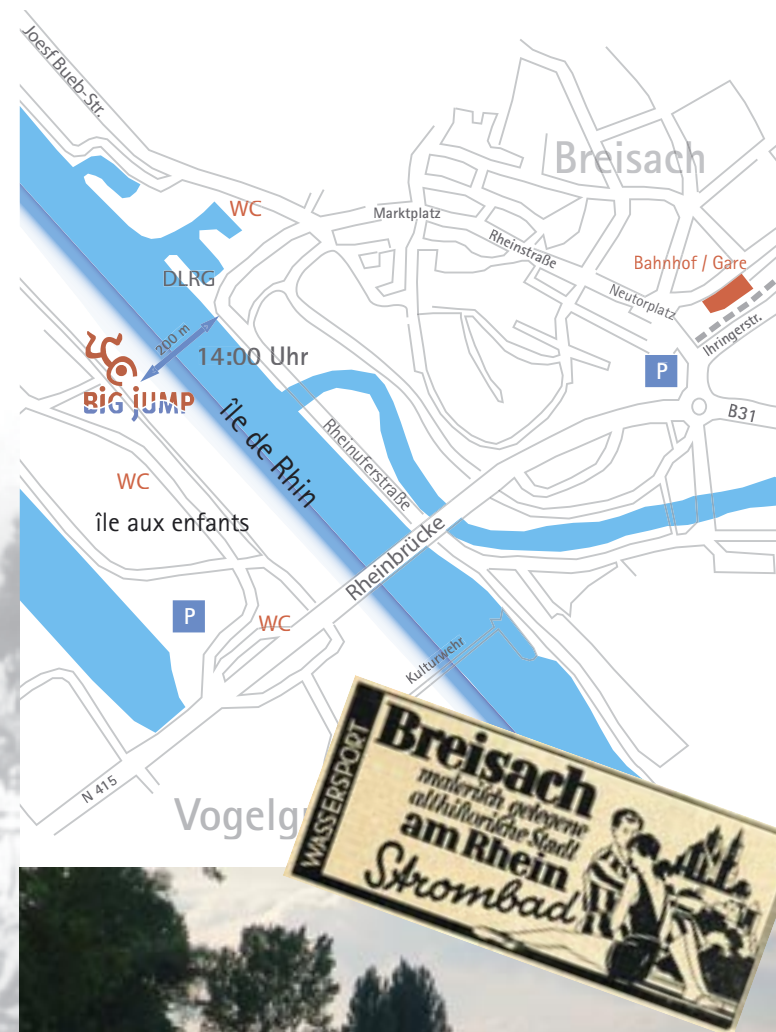 Joesf Bueb-Str.
Breisach
WC
Marktplatz
Rheinstraße
Bahnhof / Gare
DLRG
Neutorplatz
Ihringerstr.
200 m
14:00 Uhr
P
BiG jUMP
B31
île de Rhin
Rheinuferstraße
WC
île aux enfants
Rheinbrücke
P
WC
Kulturwehr
N 415
Vogelg
WASSERSPORT
Breisach
malerisch gelegene
althistorische Stadt
am Rhein
Strombad